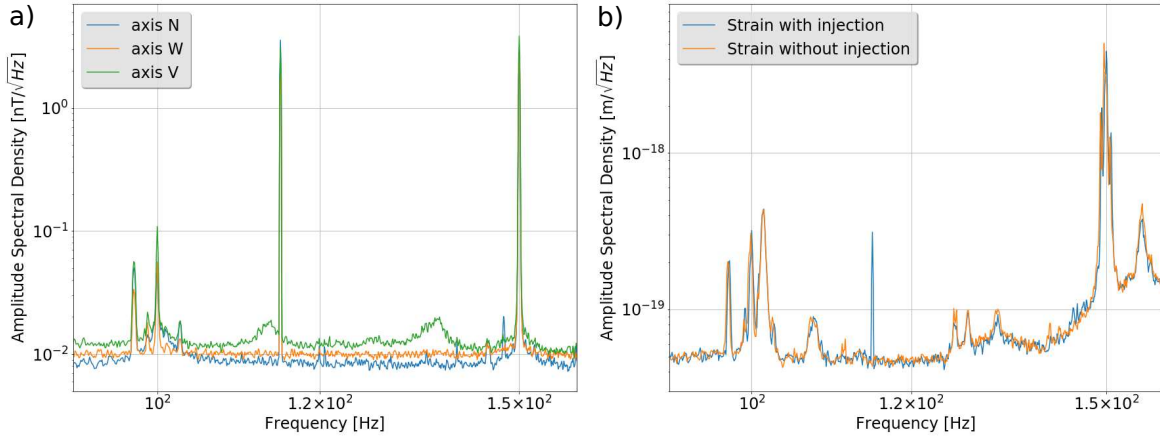 a)
axis N
axis W
axis V
Amplitude Spectral Density [nT/√Hz]
10⁰
10⁻¹
10⁻²
10²
1.2×10²
1.5×10²
Frequency [Hz]
b)
Strain with injection
Strain without injection
Amplitude Spectral Density [m/√Hz]
10⁻¹⁸
10⁻¹⁹
10²
1.2×10²
1.5×10²
Frequency [Hz]